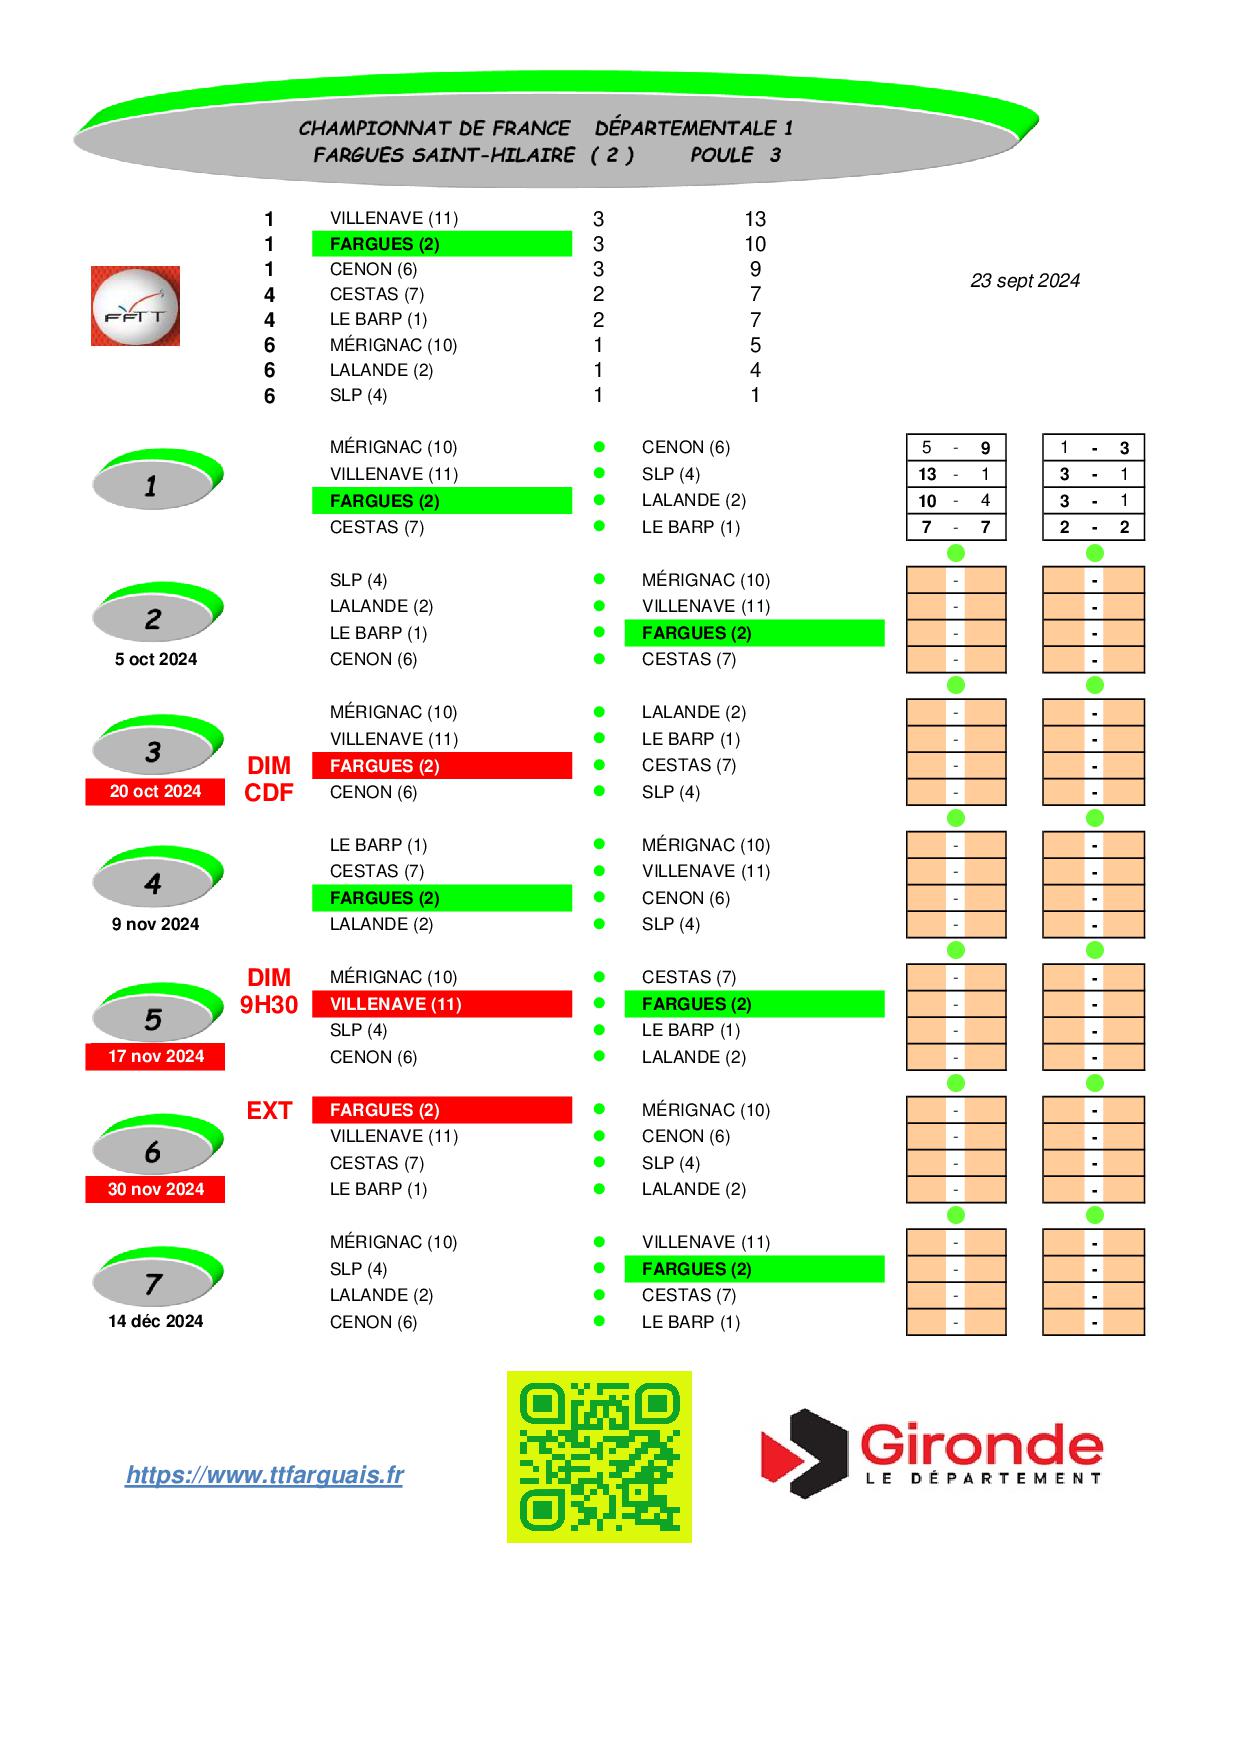 CHAMPIONNAT DE FRANCE DÉPARTEMENTALE 1
FARGUES SAINT-HILAIRE ( 2 ) POULE 3
1 VILLENAVE (11) 3 13
1 FARGUES (2) 3 10
1 CENON (6) 3 9
23 sept 2024
4 CESTAS (7) 2 7
FFTT
4 LE BARP (1) 2 7
6 MÉRIGNAC (10) 1 5
6 LALANDE (2) 1 4
6 SLP (4) 1 1
MÉRIGNAC (10) CENON (6) 5 - 9 1 - 3
VILLENAVE (11) SLP (4) 13 - 1 3 - 1
1
FARGUES (2) LALANDE (2) 10 - 4 3 - 1
CESTAS (7) LE BARP (1) 7 - 7 2 - 2
SLP (4) MÉRIGNAC (10) - -
LALANDE (2) VILLENAVE (11) - -
2
LE BARP (1) FARGUES (2) - -
5 oct 2024 CENON (6) CESTAS (7) - -
MÉRIGNAC (10) LALANDE (2) - -
VILLENAVE (11) LE BARP (1) - -
3
DIM FARGUES (2) CESTAS (7) - -
20 oct 2024 CDF CENON (6) SLP (4) - -
LE BARP (1) MÉRIGNAC (10) - -
CESTAS (7) VILLENAVE (11) - -
4
FARGUES (2) CENON (6) - -
9 nov 2024 LALANDE (2) SLP (4) - -
DIM MÉRIGNAC (10) CESTAS (7) - -
9H30 VILLENAVE (11) FARGUES (2) - -
5
SLP (4) LE BARP (1) - -
17 nov 2024 CENON (6) LALANDE (2) - -
EXT FARGUES (2) MÉRIGNAC (10) - -
VILLENAVE (11) CENON (6) - -
6
CESTAS (7) SLP (4) - -
30 nov 2024 LE BARP (1) LALANDE (2) - -
MÉRIGNAC (10) VILLENAVE (11) - -
SLP (4) FARGUES (2) - -
7
LALANDE (2) CESTAS (7) - -
14 déc 2024 CENON (6) LE BARP (1) - -
https://www.ttfarguais.fr
Gironde
LE DÉPARTEMENT